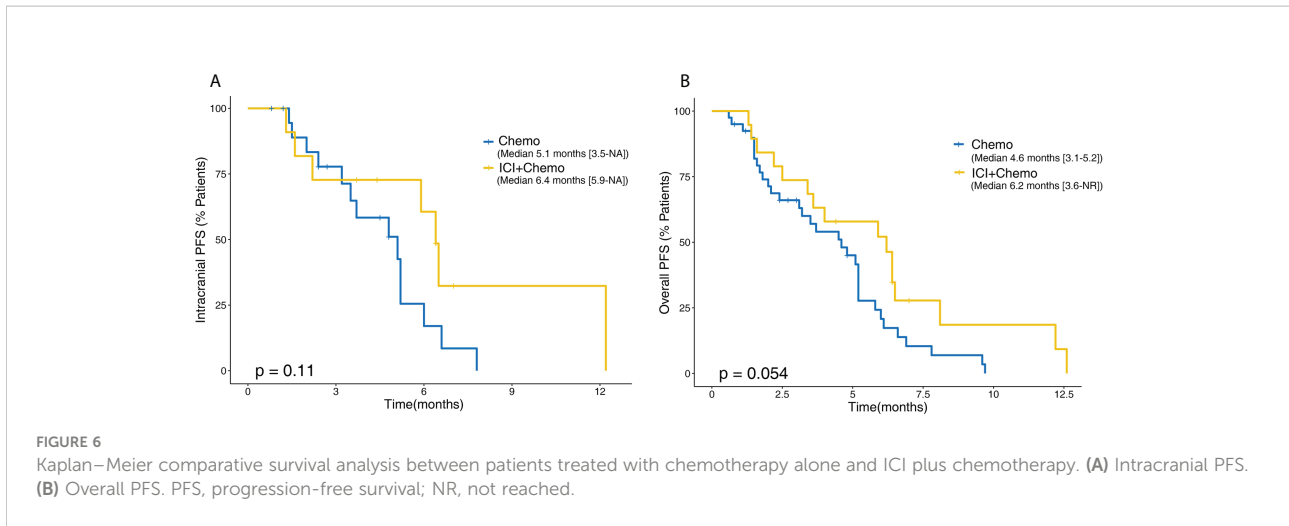 A
100
75
50
25
0
Intracranial PFS (% Patients)
Chemo
(Median 5.1 months [3.5-NA])
ICI+Chemo
(Median 6.4 months [5.9-NA])
p = 0.11
0 3 6 9 12
Time(months)
B
100
75
50
25
0
Overall PFS (% Patients)
Chemo
(Median 4.6 months [3.1-5.2])
ICI+Chemo
(Median 6.2 months [3.6-NR])
p = 0.054
0 2.5 5 7.5 10 12.5
Time(months)
FIGURE 6
Kaplan–Meier comparative survival analysis between patients treated with chemotherapy alone and ICI plus chemotherapy. (A) Intracranial PFS.
(B) Overall PFS. PFS, progression-free survival; NR, not reached.